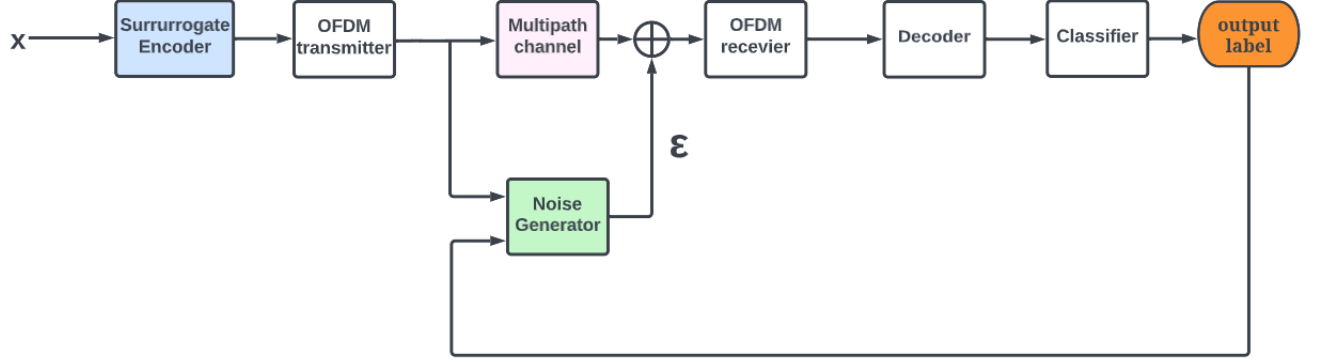 x
Surrurrogate
Encoder
OFDM
transmitter
Multipath
channel
OFDM
recevier
Decoder
Classifier
output
label
ε
Noise
Generator